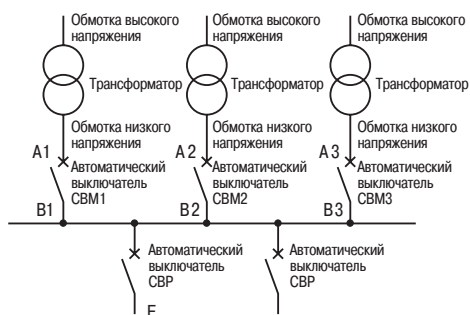 Обмотка высокого
напряжения
Обмотка высокого
напряжения
Обмотка высокого
напряжения
Трансформатор
Трансформатор
Трансформатор
Обмотка низкого
напряжения
Обмотка низкого
напряжения
Обмотка низкого
напряжения
A1
Автоматический
выключатель
СВМ1
A2
Автоматический
выключатель
СВМ2
A3
Автоматический
выключатель
СВМ3
B1
B2
B3
Автоматический
выключатель
СВР
Автоматический
выключатель
СВР